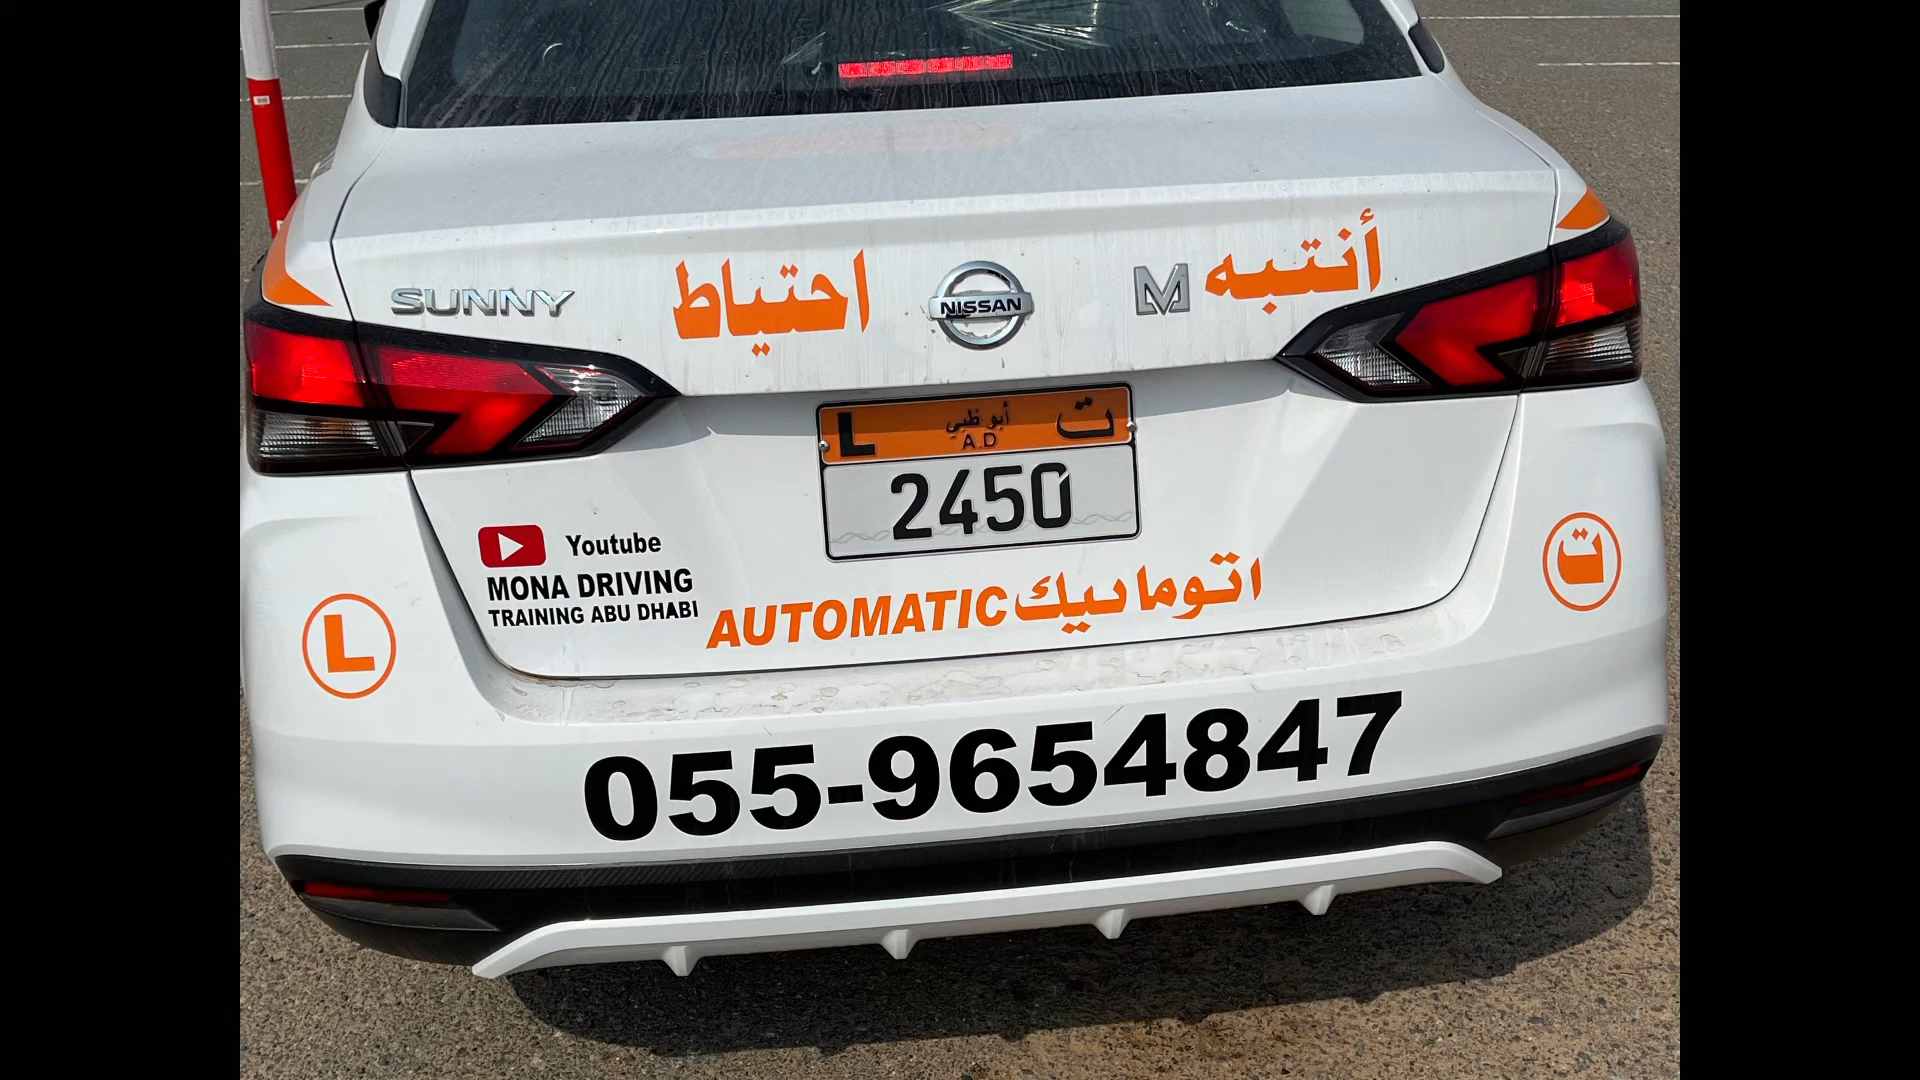 SUNNY
احتياط
NISSAN
M
أنتبه
L أبو ظبي ت
A.D
2450
Youtube
MONA DRIVING
TRAINING ABU DHABI
AUTOMATIC اتوماتيك
L
ت
055-9654847